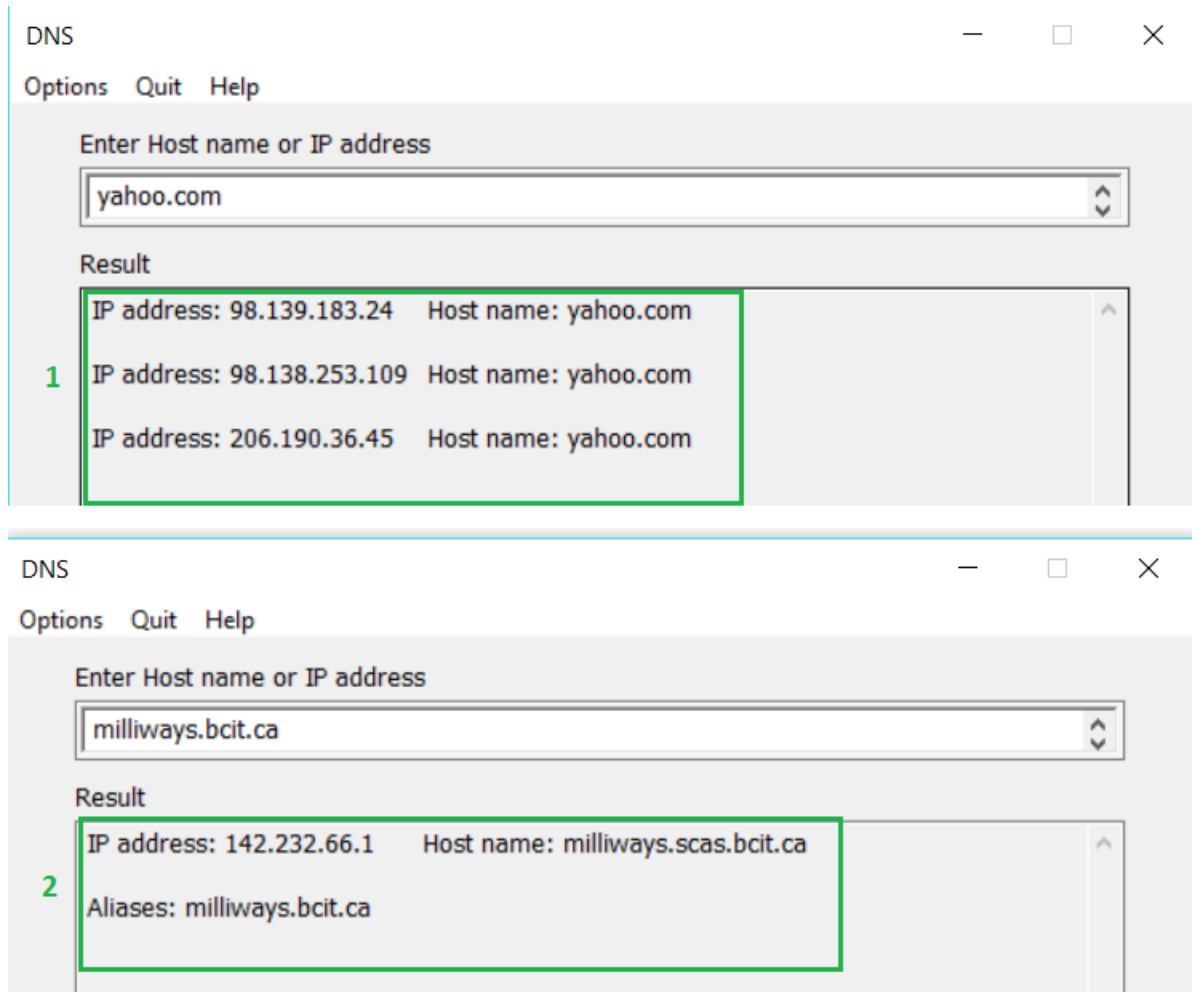 DNS
Options Quit Help
Enter Host name or IP address
yahoo.com
Result
IP address: 98.139.183.24 Host name: yahoo.com
1 IP address: 98.138.253.109 Host name: yahoo.com
IP address: 206.190.36.45 Host name: yahoo.com
DNS
Options Quit Help
Enter Host name or IP address
milliways.bcit.ca
Result
IP address: 142.232.66.1 Host name: milliways.scas.bcit.ca
2
Aliases: milliways.bcit.ca